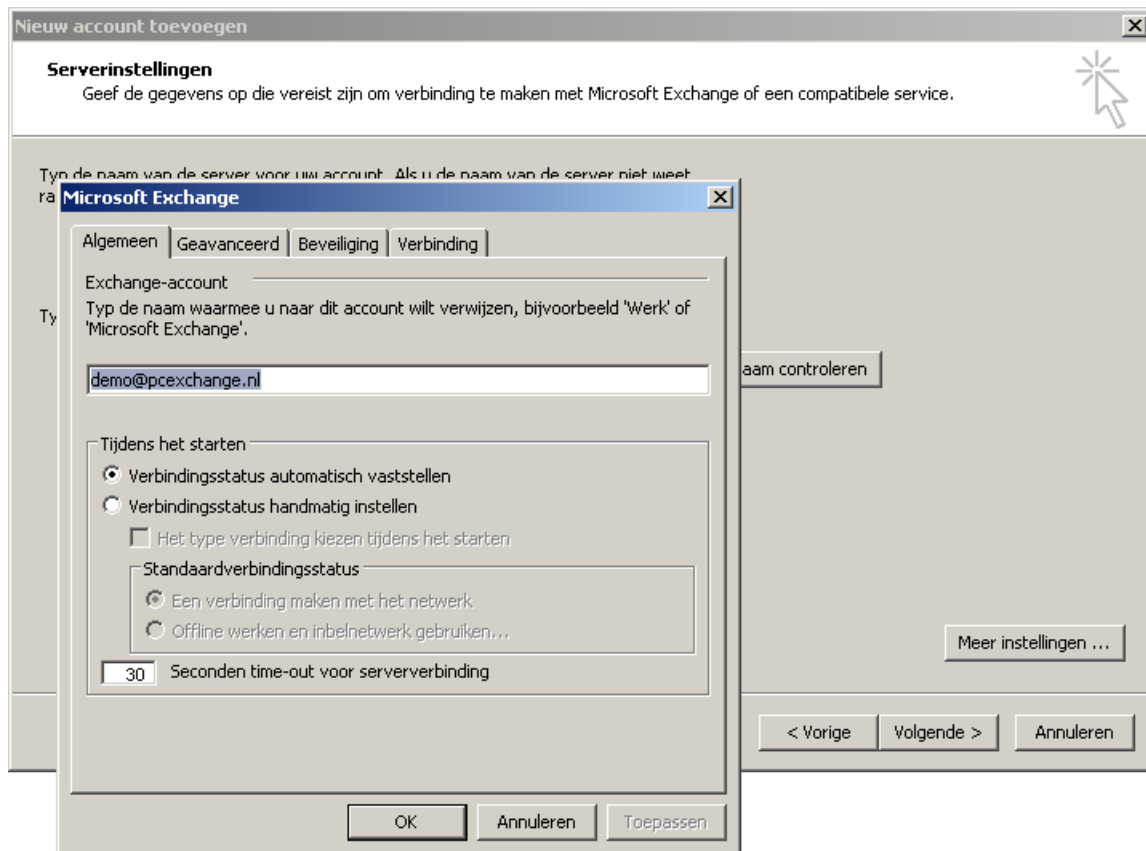 Nieuw account toevoegen
Serverinstellingen
Geef de gegevens op die vereist zijn om verbinding te maken met Microsoft Exchange of een compatibele service.
Typ de naam van de server voor uw account. Als u de naam van de server niet weet,
ra
Microsoft Exchange
Algemeen Geavanceerd Beveiliging Verbinding
Exchange-account
Typ de naam waarmee u naar dit account wilt verwijzen, bijvoorbeeld 'Werk' of
'Microsoft Exchange'.
Ty
demo@pcexchange.nl
aam controleren
Tijdens het starten
Verbindingsstatus automatisch vaststellen
Verbindingsstatus handmatig instellen
Het type verbinding kiezen tijdens het starten
Standaardverbindingsstatus
Een verbinding maken met het netwerk
Offline werken en inbelnetwerk gebruiken...
30 Seconden time-out voor serververbinding
Meer instellingen ...
< Vorige Volgende > Annuleren
OK Annuleren Toepassen